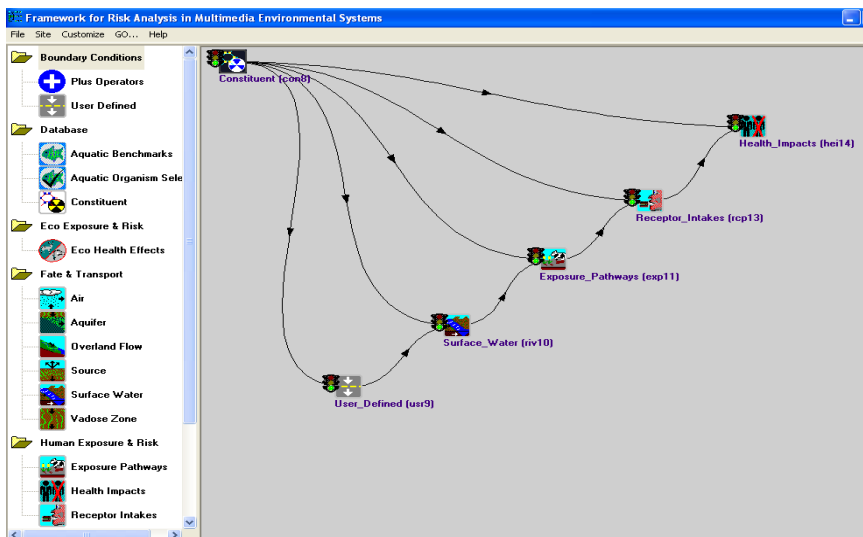 Framework for Risk Analysis in Multimedia Environmental Systems
File Site Customize GO... Help
Boundary Conditions
Plus Operators
User Defined
Database
Aquatic Benchmarks
Aquatic Organism Sele
Constituent
Eco Exposure & Risk
Eco Health Effects
Fate & Transport
Air
Aquifer
Overland Flow
Source
Surface Water
Vadose Zone
Human Exposure & Risk
Exposure Pathways
Health Impacts
Receptor Intakes
Constituent (con8)
Health_Impacts (hei14)
Receptor_Intakes (rcp13)
Exposure_Pathways (exp11)
Surface_Water (riv10)
User_Defined (usr9)